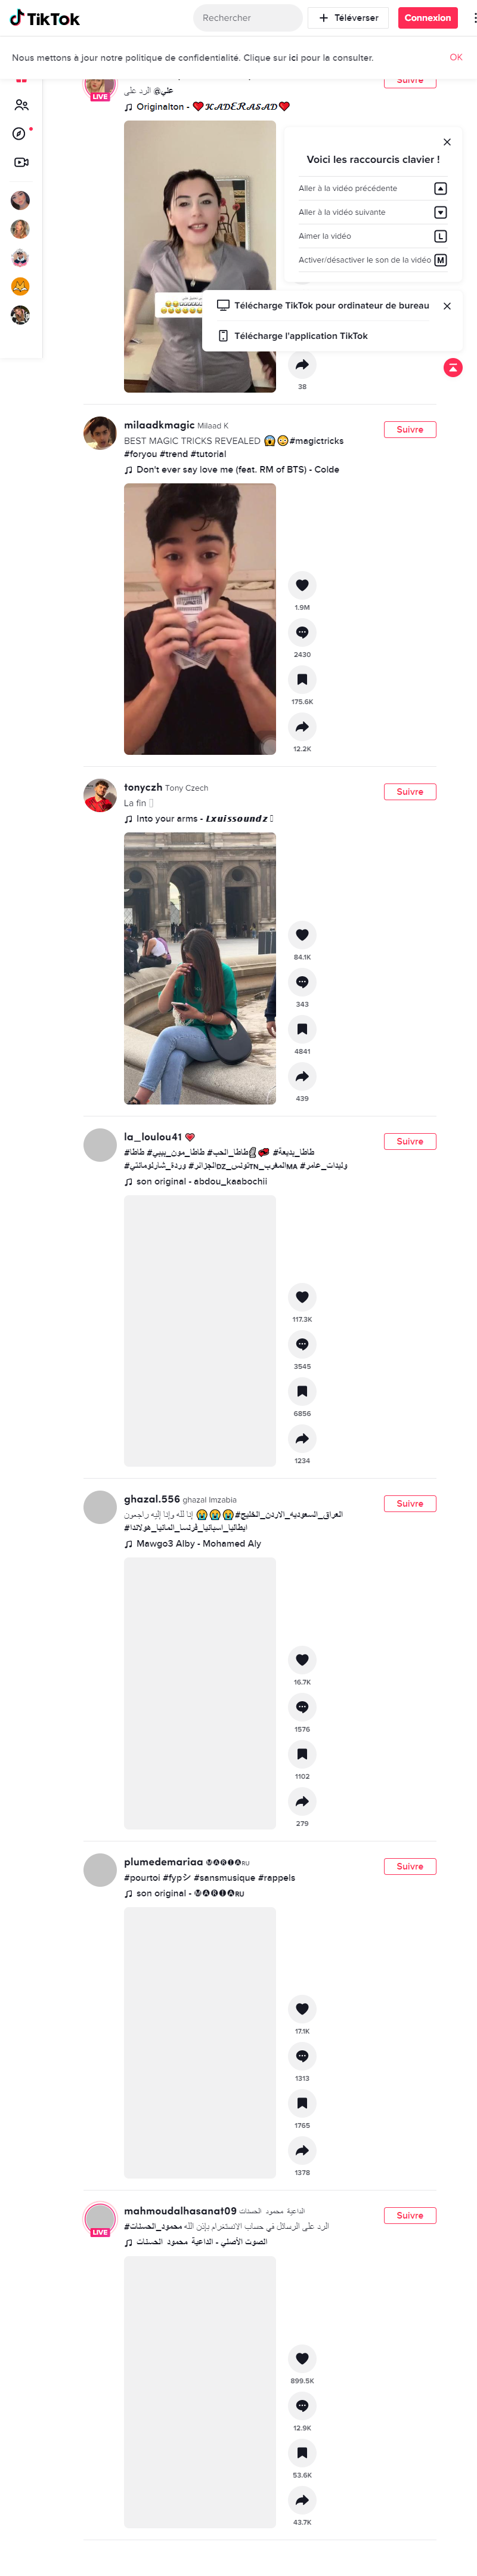 TikTok
Rechercher
Téléverser
Connexion
Nous mettons à jour notre politique de confidentialité. Clique sur ici pour la consulter.
OK
LIVE
الرد على @علي
Suivre
Originalton - ❤️𝓚𝓐𝓓𝓔𝓡𝓐𝓢𝓐𝓓❤️
Voici les raccourcis clavier !
Aller à la vidéo précédente
Aller à la vidéo suivante
Aimer la vidéo
L
Activer/désactiver le son de la vidéo
M
Télécharge TikTok pour ordinateur de bureau
Télécharge l'application TikTok
38
milaadkmagic Milaad K
Suivre
BEST MAGIC TRICKS REVEALED 😱😳#magictricks
#foryou #trend #tutorial
Don't ever say love me (feat. RM of BTS) - Colde
1.9M
2430
175.6K
12.2K
tonyczh Tony Czech
Suivre
La fin
Into your arms - 𝙇𝙭𝙪𝙞𝙨𝙨𝙤𝙪𝙣𝙙𝙯
84.1K
343
4841
439
la_loulou41 💘
Suivre
#طاطا #طاطا_مون_بيبي #طاطا_الحب #طاطا_بديعة
#وردة_شارلومانتي #الجزائرDZتونس_TNالمغرب_MA #وليدات_عامر
son original - abdou_kaabochii
117.3K
3545
6856
1234
ghazal.556 ghazal lmzabia
Suivre
إنا لله وإنا إليه راجعون 😭😭😭#العراق_السعوديه_الاردن_الخليج
#ايطاليا_اسبانيا_فرنسا_المانيا_هولاندا
Mawgo3 Alby - Mohamed Aly
16.7K
1576
1102
279
plumedemariaa 🅜🅐🅡🅘🅐RU
Suivre
#pourtoi #fypシ #sansmusique #rappels
son original - 🅜🅐🅡🅘🅐RU
17.1K
1313
1765
1378
LIVE
mahmoudalhasanat09 الداعية محمود الحسنات
Suivre
#محمود_الحسنات الرد على الرسائل في حساب الانستغرام بإذن الله
الصوت الأصلي - الداعية محمود الحسنات
899.5K
12.9K
53.6K
43.7K